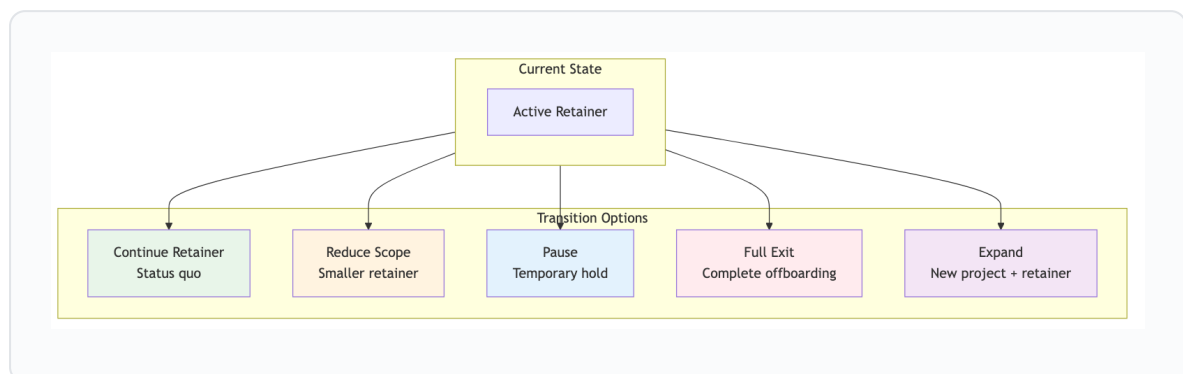 Current State
Active Retainer
Transition Options
Continue Retainer
Status quo
Reduce Scope
Smaller retainer
Pause
Temporary hold
Full Exit
Complete offboarding
Expand
New project + retainer